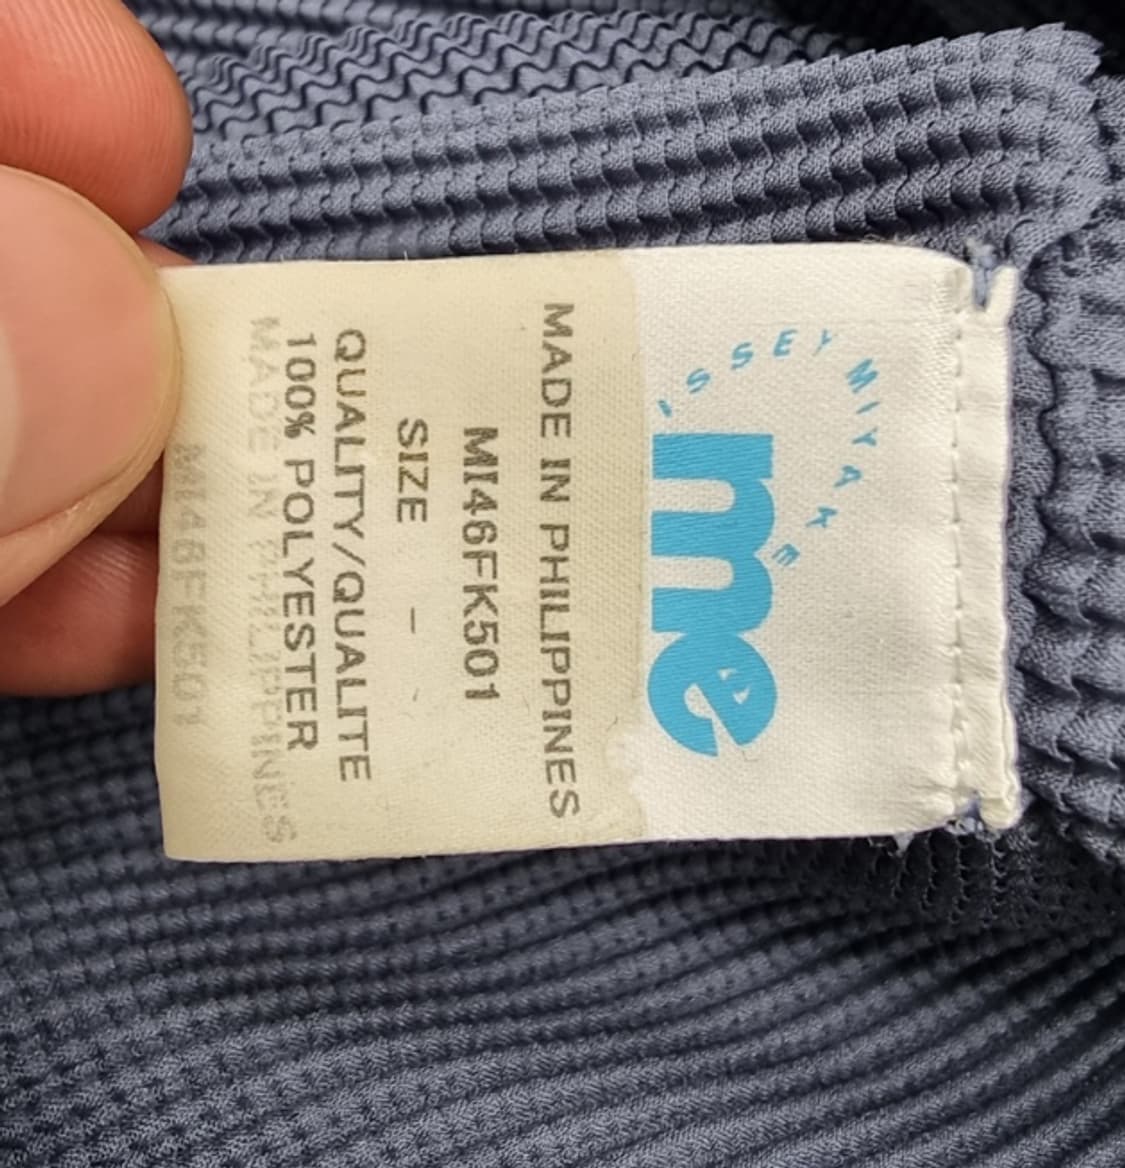 ISSEY MIYAKE
me
MADE IN PHILIPPINES
MI46FK501
SIZE -
QUALITY/QUALITE
100% POLYESTER
MADE IN PHILIPPINES
MI46FK501